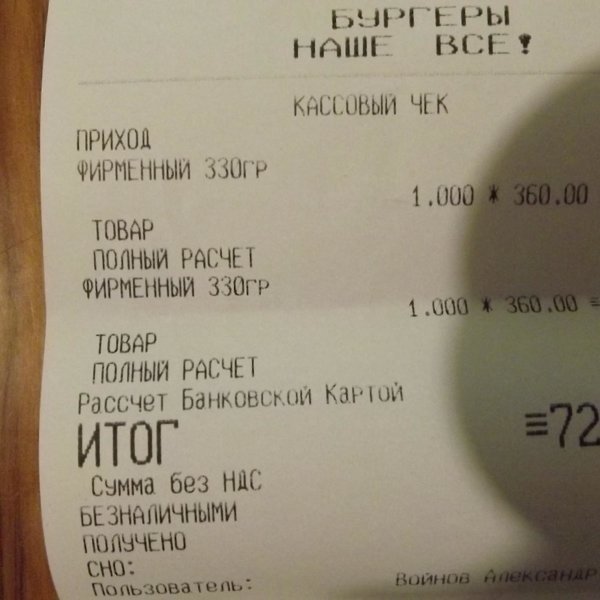 БУРГЕРЫ
НАШЕ ВСЕ!
КАССОВЫЙ ЧЕК
ПРИХОД
ФИРМЕННЫЙ 330гр
1.000 * 360.00
ТОВАР
ПОЛНЫЙ РАСЧЕТ
ФИРМЕННЫЙ 330гр
1.000 * 360.00 =
ТОВАР
ПОЛНЫЙ РАСЧЕТ
Рассчет Банковской Картой
ИТОГ ≡72
Сумма без НДС
БЕЗНАЛИЧНЫМИ
ПОЛУЧЕНО
СНО:
Пользователь: Войнов Александр